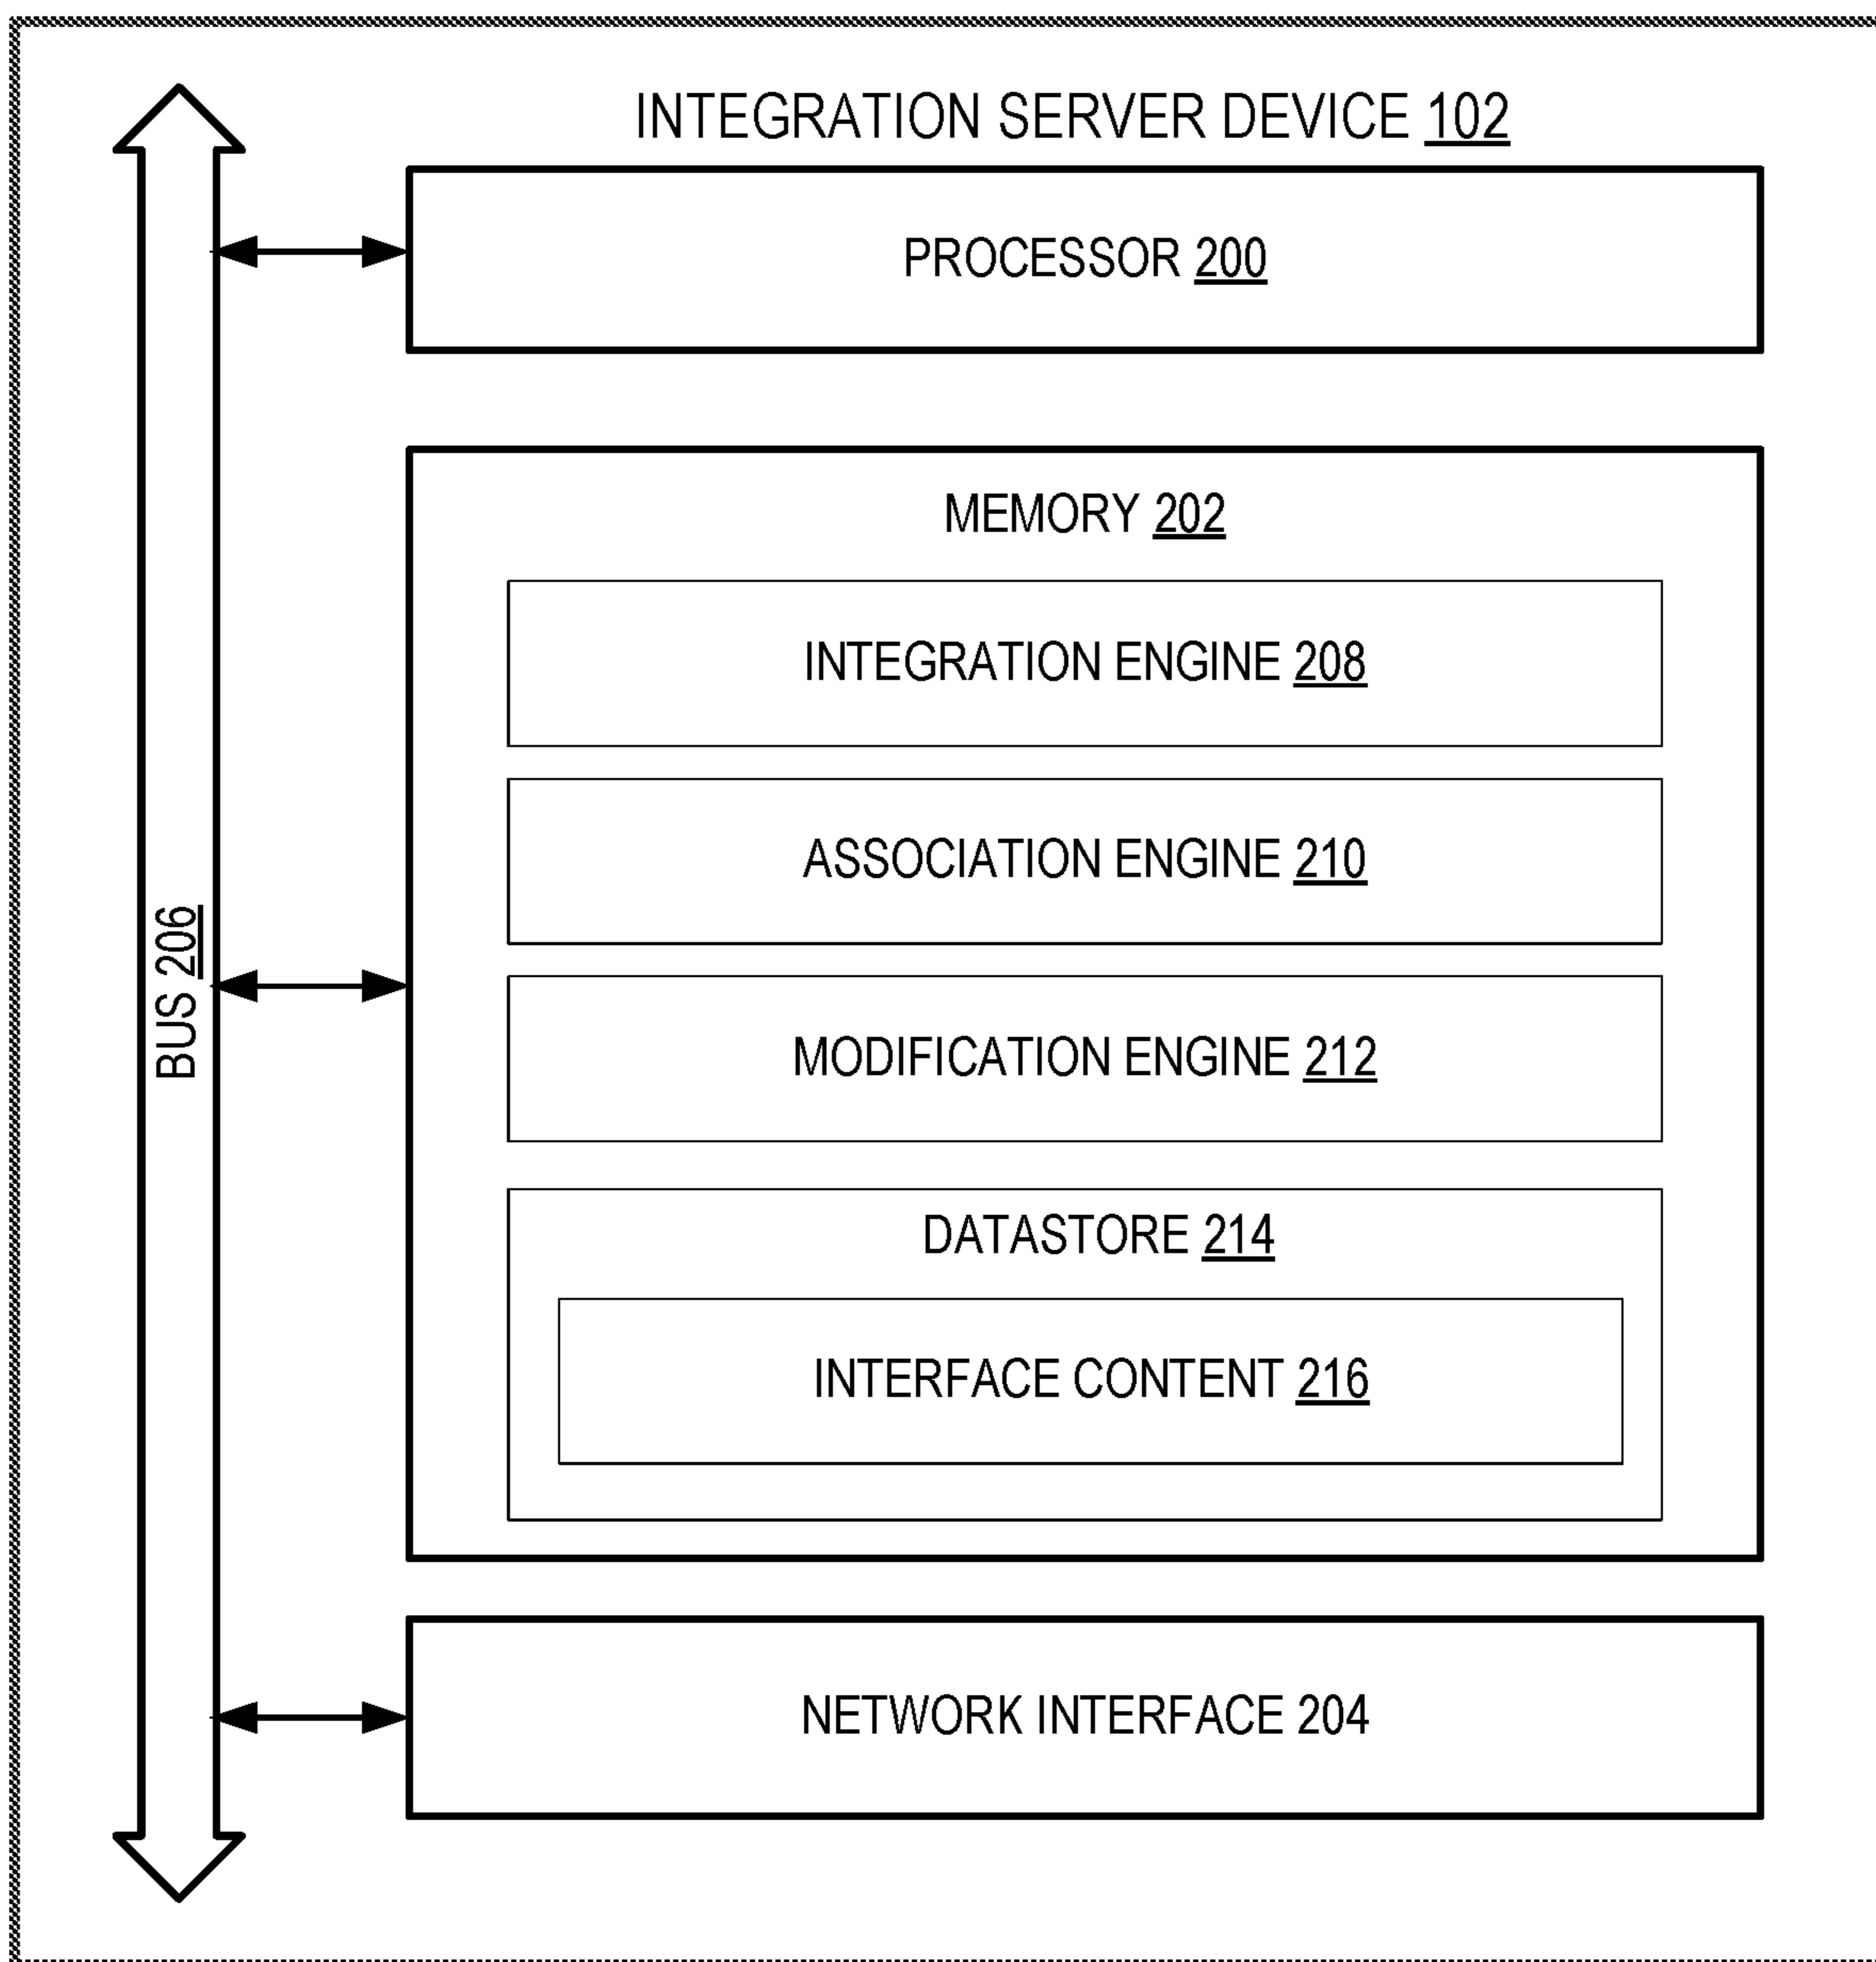 INTEGRATION SERVER DEVICE 102
PROCESSOR 200
MEMORY 202
INTEGRATION ENGINE 208
ASSOCIATION ENGINE 210
MODIFICATION ENGINE 212
DATASTORE 214
INTERFACE CONTENT 216
NETWORK INTERFACE 204
BUS 206